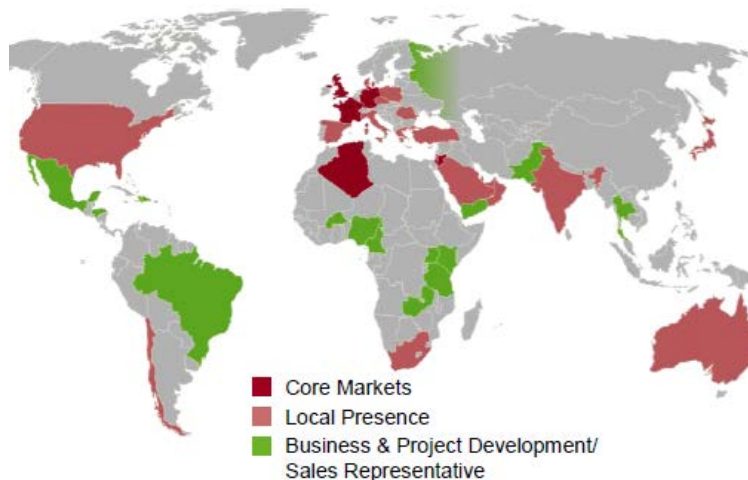 Core Markets
Local Presence
Business & Project Development/
Sales Representative